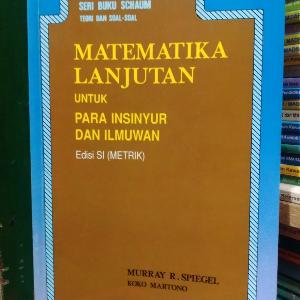 SERI BUKU SCHAUM
TEORI DAN SOAL-SOAL
MATEMATIKA
LANJUTAN
UNTUK
PARA INSINYUR
DAN ILMUWAN
Edisi SI (METRIK)
MURRAY R. SPIEGEL
KOKO MARTONO